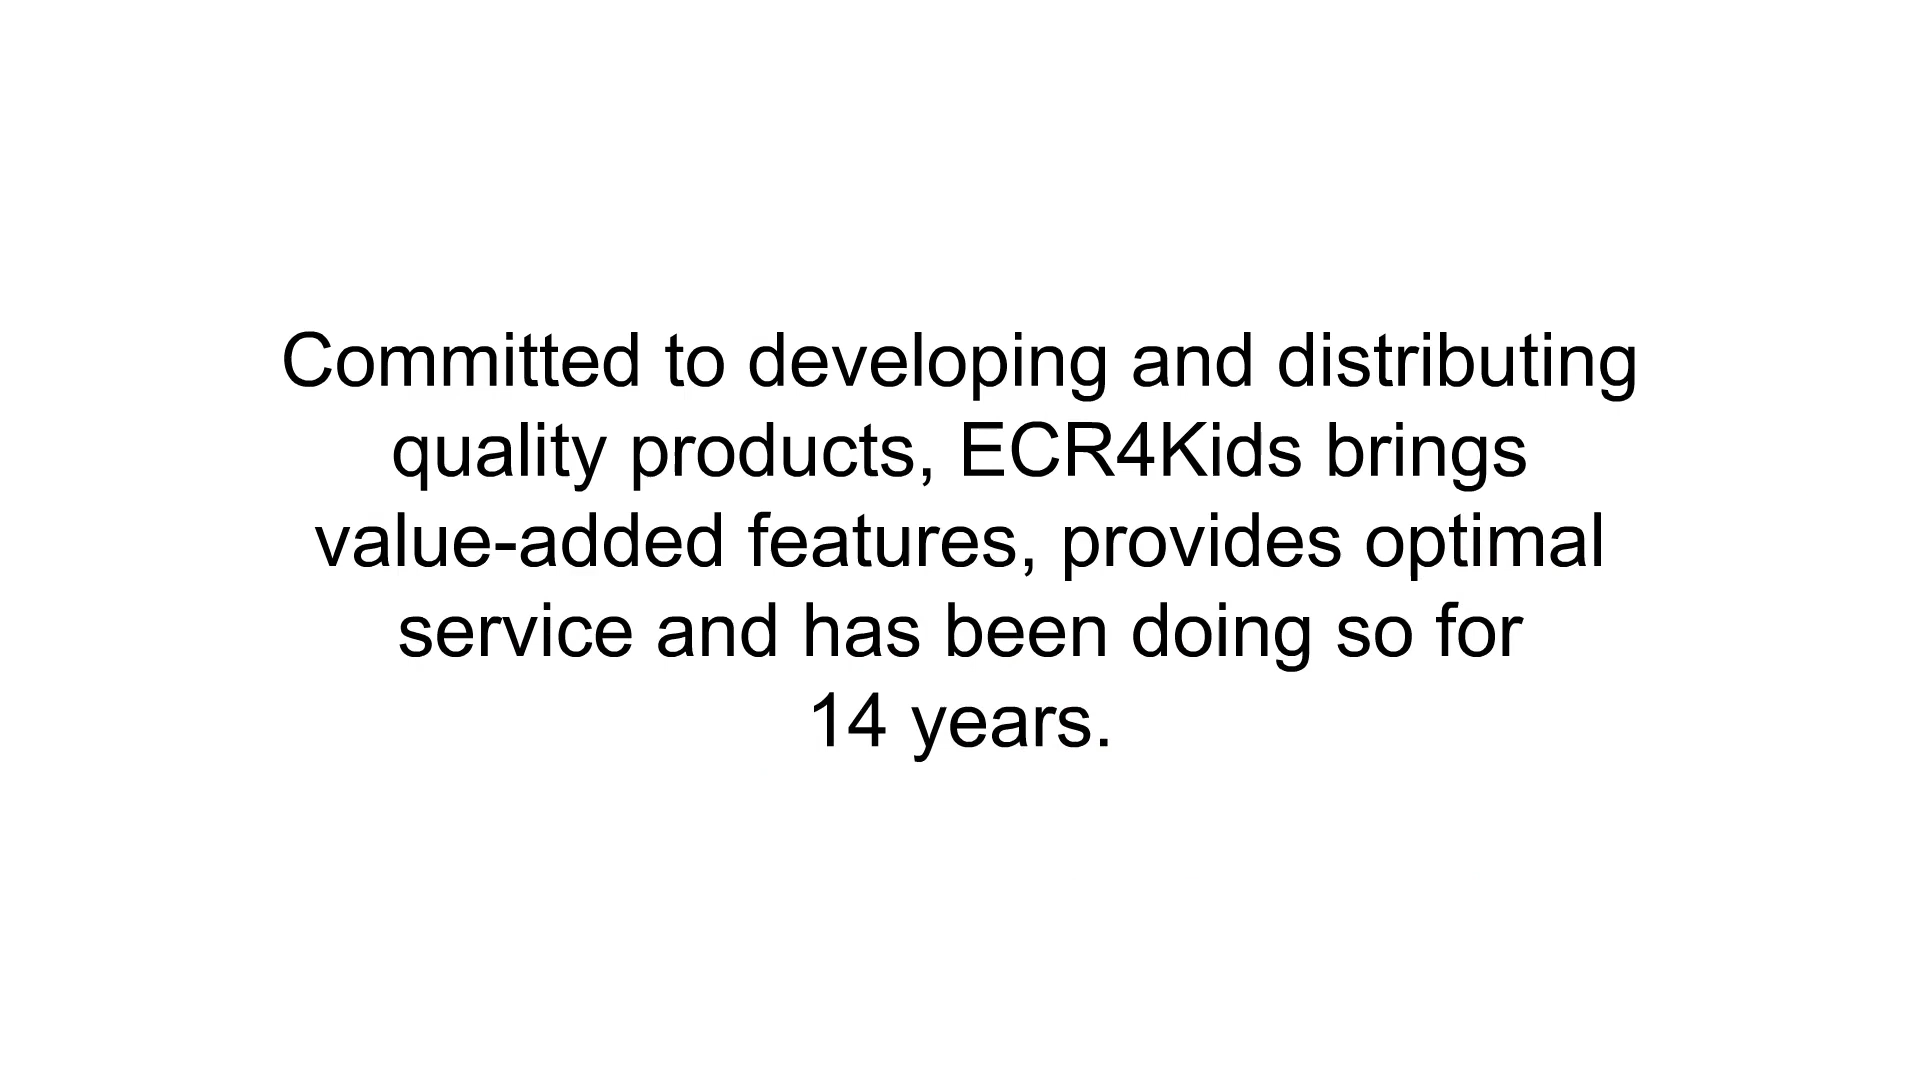 Committed to developing and distributing
quality products, ECR4Kids brings
value-added features, provides optimal
service and has been doing so for
14 years.